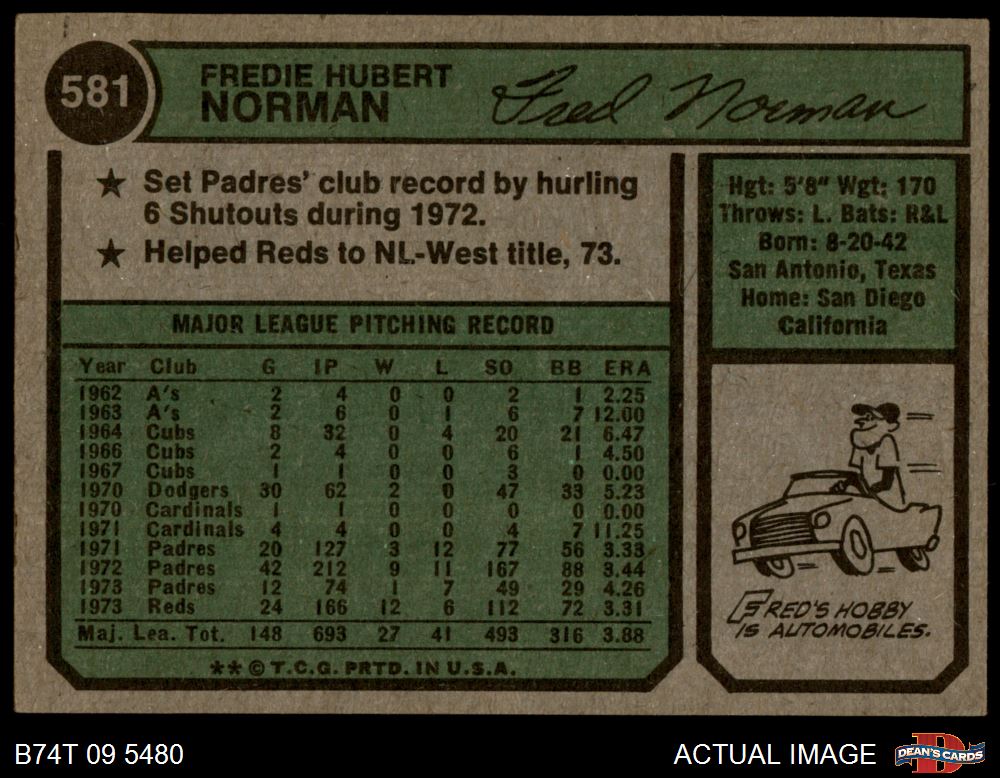 581
FREDIE HUBERT
NORMAN
Fred Norman
★ Set Padres' club record by hurling
6 Shutouts during 1972.
★ Helped Reds to NL-West title, 73.
Hgt: 5'8" Wgt: 170
Throws: L. Bats: R&L
Born: 8-20-42
San Antonio, Texas
Home: San Diego
California
MAJOR LEAGUE PITCHING RECORD
Year Club G IP W L SO BB ERA
1962 A's 2 4 0 0 2 1 2.25
1963 A's 2 6 0 1 6 7 12.00
1964 Cubs 8 32 0 4 20 21 6.47
1966 Cubs 2 4 0 0 6 1 4.50
1967 Cubs 1 1 0 0 3 0 0.00
1970 Dodgers 30 62 2 0 47 33 5.23
1970 Cardinals 1 1 0 0 0 0 0.00
1971 Cardinals 4 4 0 0 4 7 11.25
1971 Padres 20 127 3 12 77 56 3.33
1972 Padres 42 212 9 11 167 88 3.44
1973 Padres 12 74 1 7 49 29 4.26
1973 Reds 24 166 12 6 112 72 3.31
Maj. Lea. Tot. 148 693 27 41 493 316 3.88
**©T.C.G. PRTD. IN U.S.A.
FRED'S HOBBY
IS AUTOMOBILES.
B74T 09 5480
ACTUAL IMAGE
D
DEAN'S CARDS